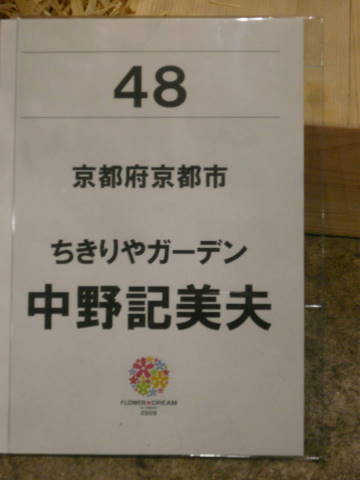 48
京都府京都市
ちきりやガーデン
中野記美夫
FLOWER★DREAM
2009